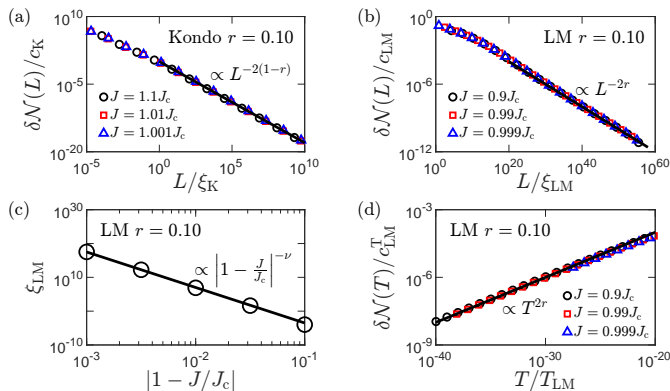 (a)
10^10
Kondo r = 0.10
δN(L)/c_K
10^-5
∝ L^{-2(1-r)}
J = 1.1J_c
J = 1.01J_c
J = 1.001J_c
10^-20
10^-5 10^0 10^5 10^10
L/ξ_K
(b)
10^0
LM r = 0.10
δN(L)/c_LM
10^-6
∝ L^{-2r}
J = 0.9J_c
J = 0.99J_c
J = 0.999J_c
10^-12
10^0 10^20 10^40 10^60
L/ξ_LM
(c)
10^30
LM r = 0.10
ξ_LM
10^10
∝ |1 - J/J_c|^{-ν}
10^-10
10^-3 10^-2 10^-1
|1 - J/J_c|
(d)
10^-3
LM r = 0.10
δN(T)/c^T_LM
10^-6
∝ T^{2r}
J = 0.9J_c
J = 0.99J_c
J = 0.999J_c
10^-9
10^-40 10^-30 10^-20
T/T_LM